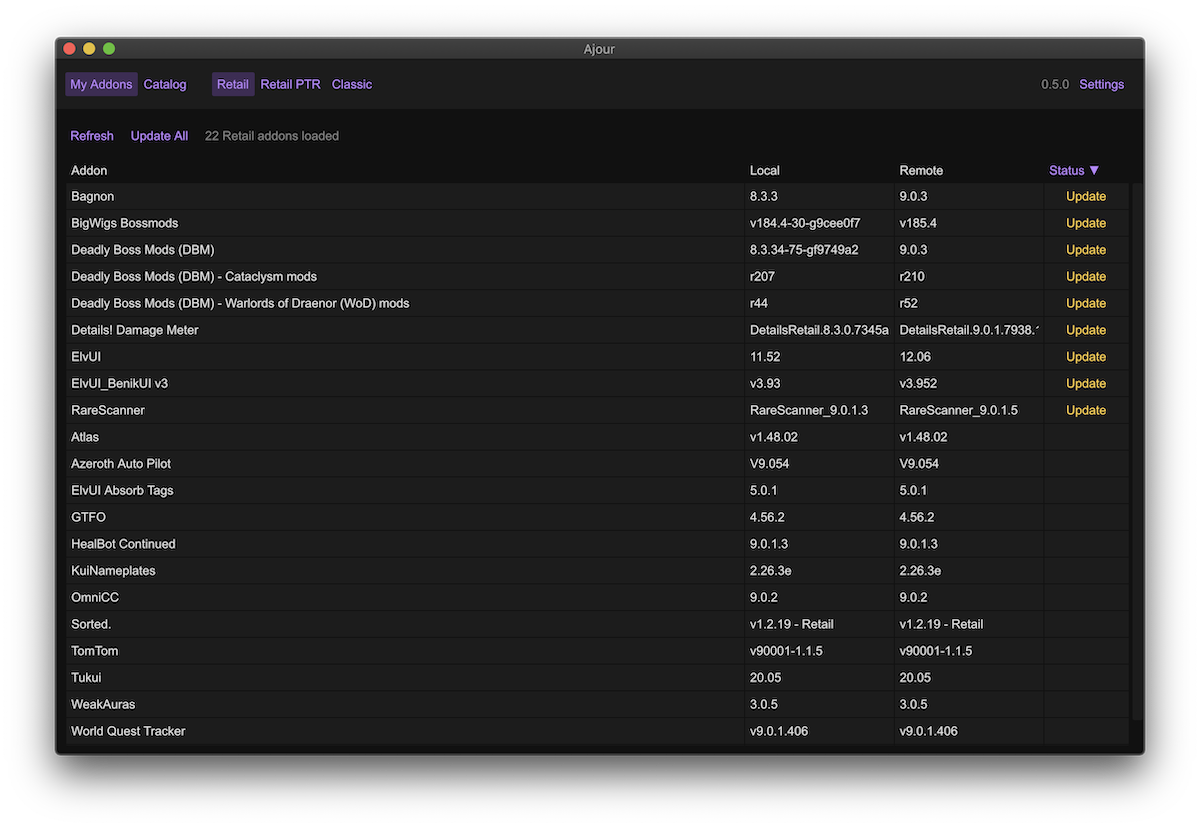 Ajour
My Addons Catalog Retail Retail PTR Classic 0.5.0 Settings
Refresh Update All 22 Retail addons loaded
Addon Local Remote Status ▼
Bagnon 8.3.3 9.0.3 Update
BigWigs Bossmods v184.4-30-g9cee0f7 v185.4 Update
Deadly Boss Mods (DBM) 8.3.34-75-gf9749a2 9.0.3 Update
Deadly Boss Mods (DBM) - Cataclysm mods r207 r210 Update
Deadly Boss Mods (DBM) - Warlords of Draenor (WoD) mods r44 r52 Update
Details! Damage Meter DetailsRetail.8.3.0.7345a DetailsRetail.9.0.1.7938. Update
ElvUI 11.52 12.06 Update
ElvUI_BenikUI v3 v3.93 v3.952 Update
RareScanner RareScanner_9.0.1.3 RareScanner_9.0.1.5 Update
Atlas v1.48.02 v1.48.02
Azeroth Auto Pilot V9.054 V9.054
ElvUI Absorb Tags 5.0.1 5.0.1
GTFO 4.56.2 4.56.2
HealBot Continued 9.0.1.3 9.0.1.3
KuiNameplates 2.26.3e 2.26.3e
OmniCC 9.0.2 9.0.2
Sorted. v1.2.19 - Retail v1.2.19 - Retail
TomTom v90001-1.1.5 v90001-1.1.5
Tukui 20.05 20.05
WeakAuras 3.0.5 3.0.5
World Quest Tracker v9.0.1.406 v9.0.1.406